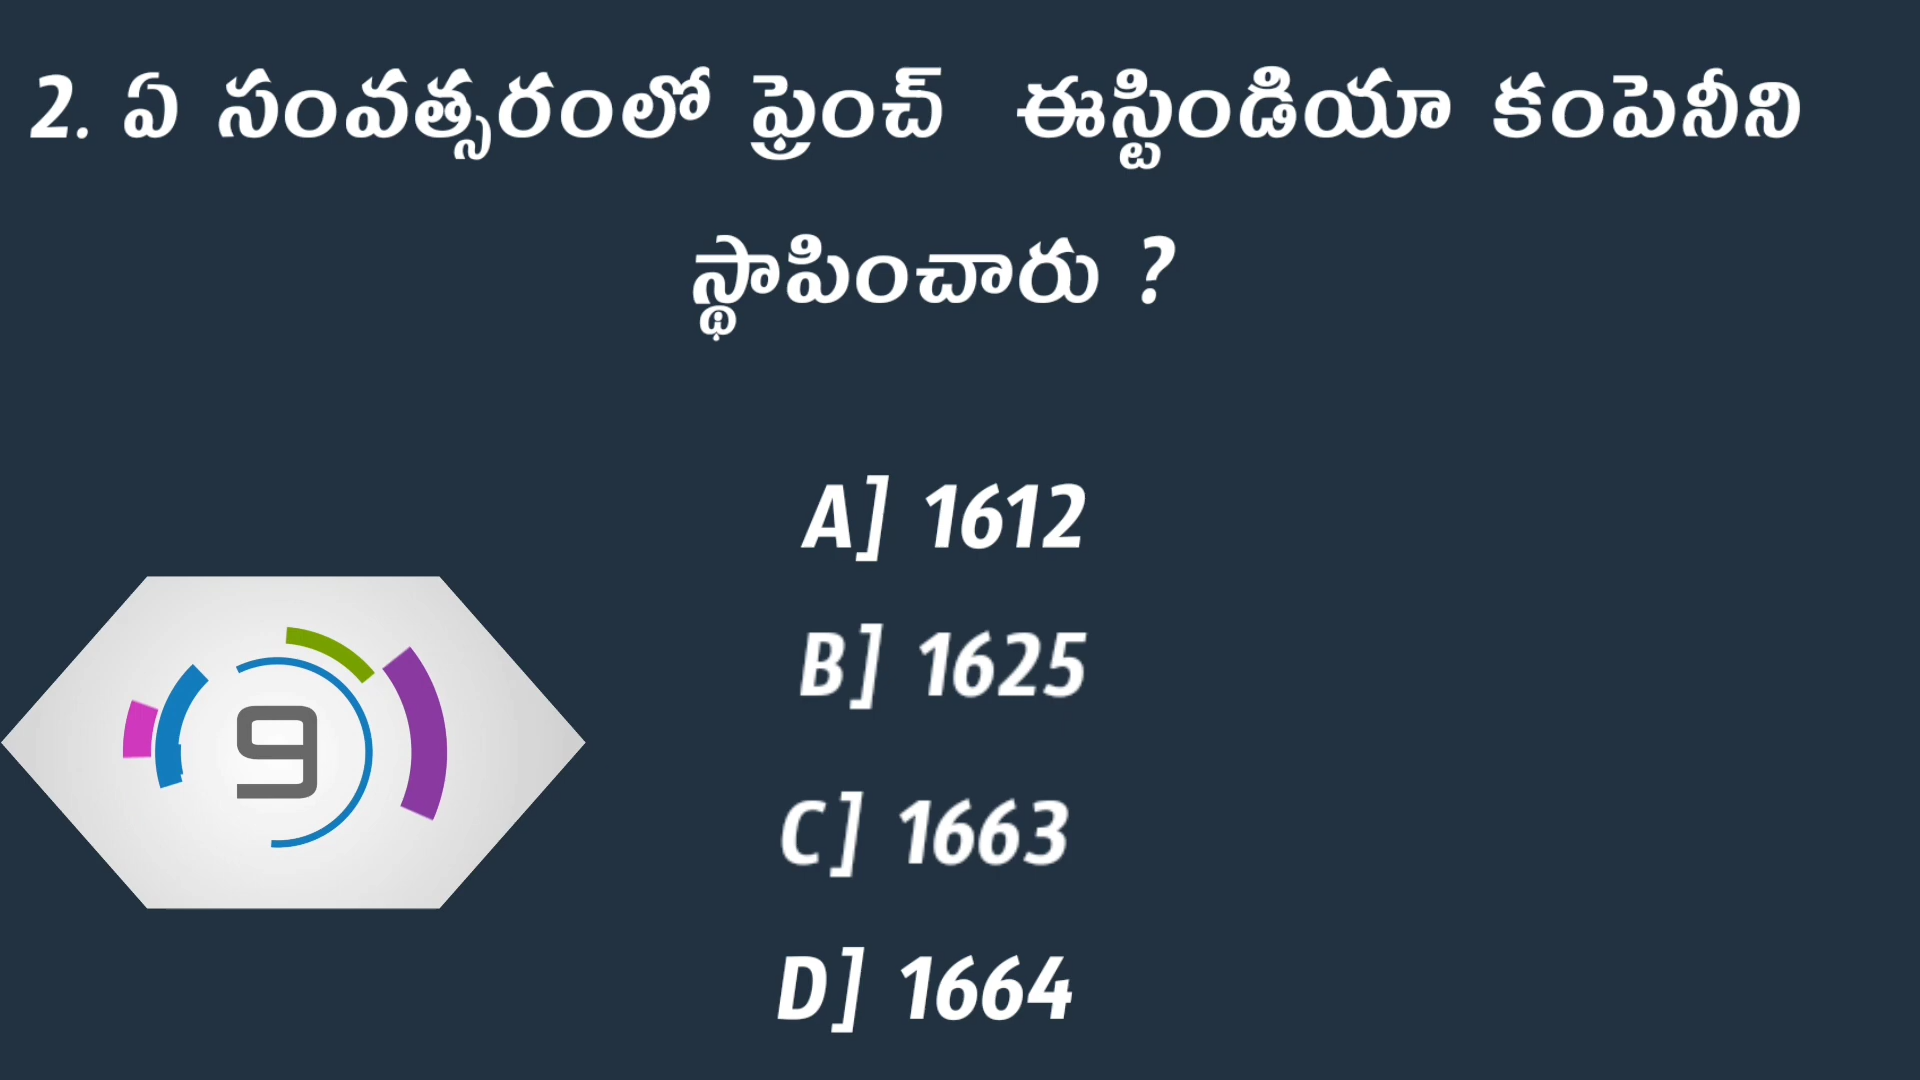 2. ఏ సంవత్సరంలో ఫ్రెంచ్ ఈస్టిండియా కంపెనీని
స్థాపించారు ?
A] 1612
B] 1625
C] 1663
D] 1664
9